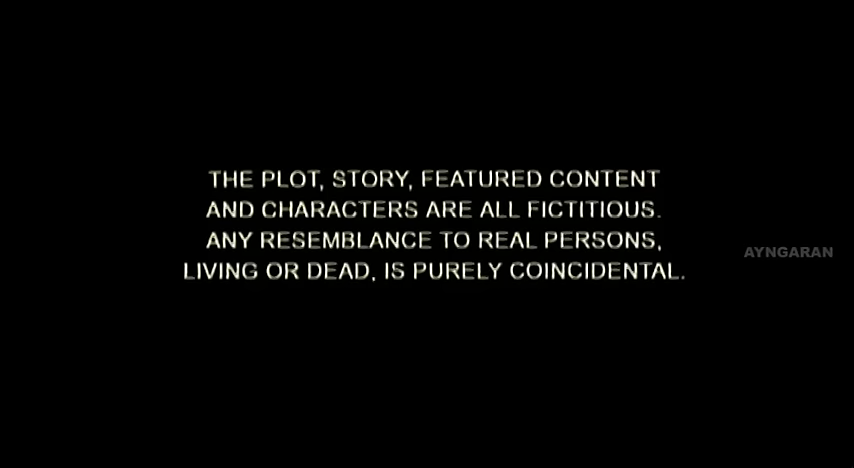 THE PLOT, STORY, FEATURED CONTENT
AND CHARACTERS ARE ALL FICTITIOUS.
ANY RESEMBLANCE TO REAL PERSONS,
LIVING OR DEAD, IS PURELY COINCIDENTAL.
AYNGARAN